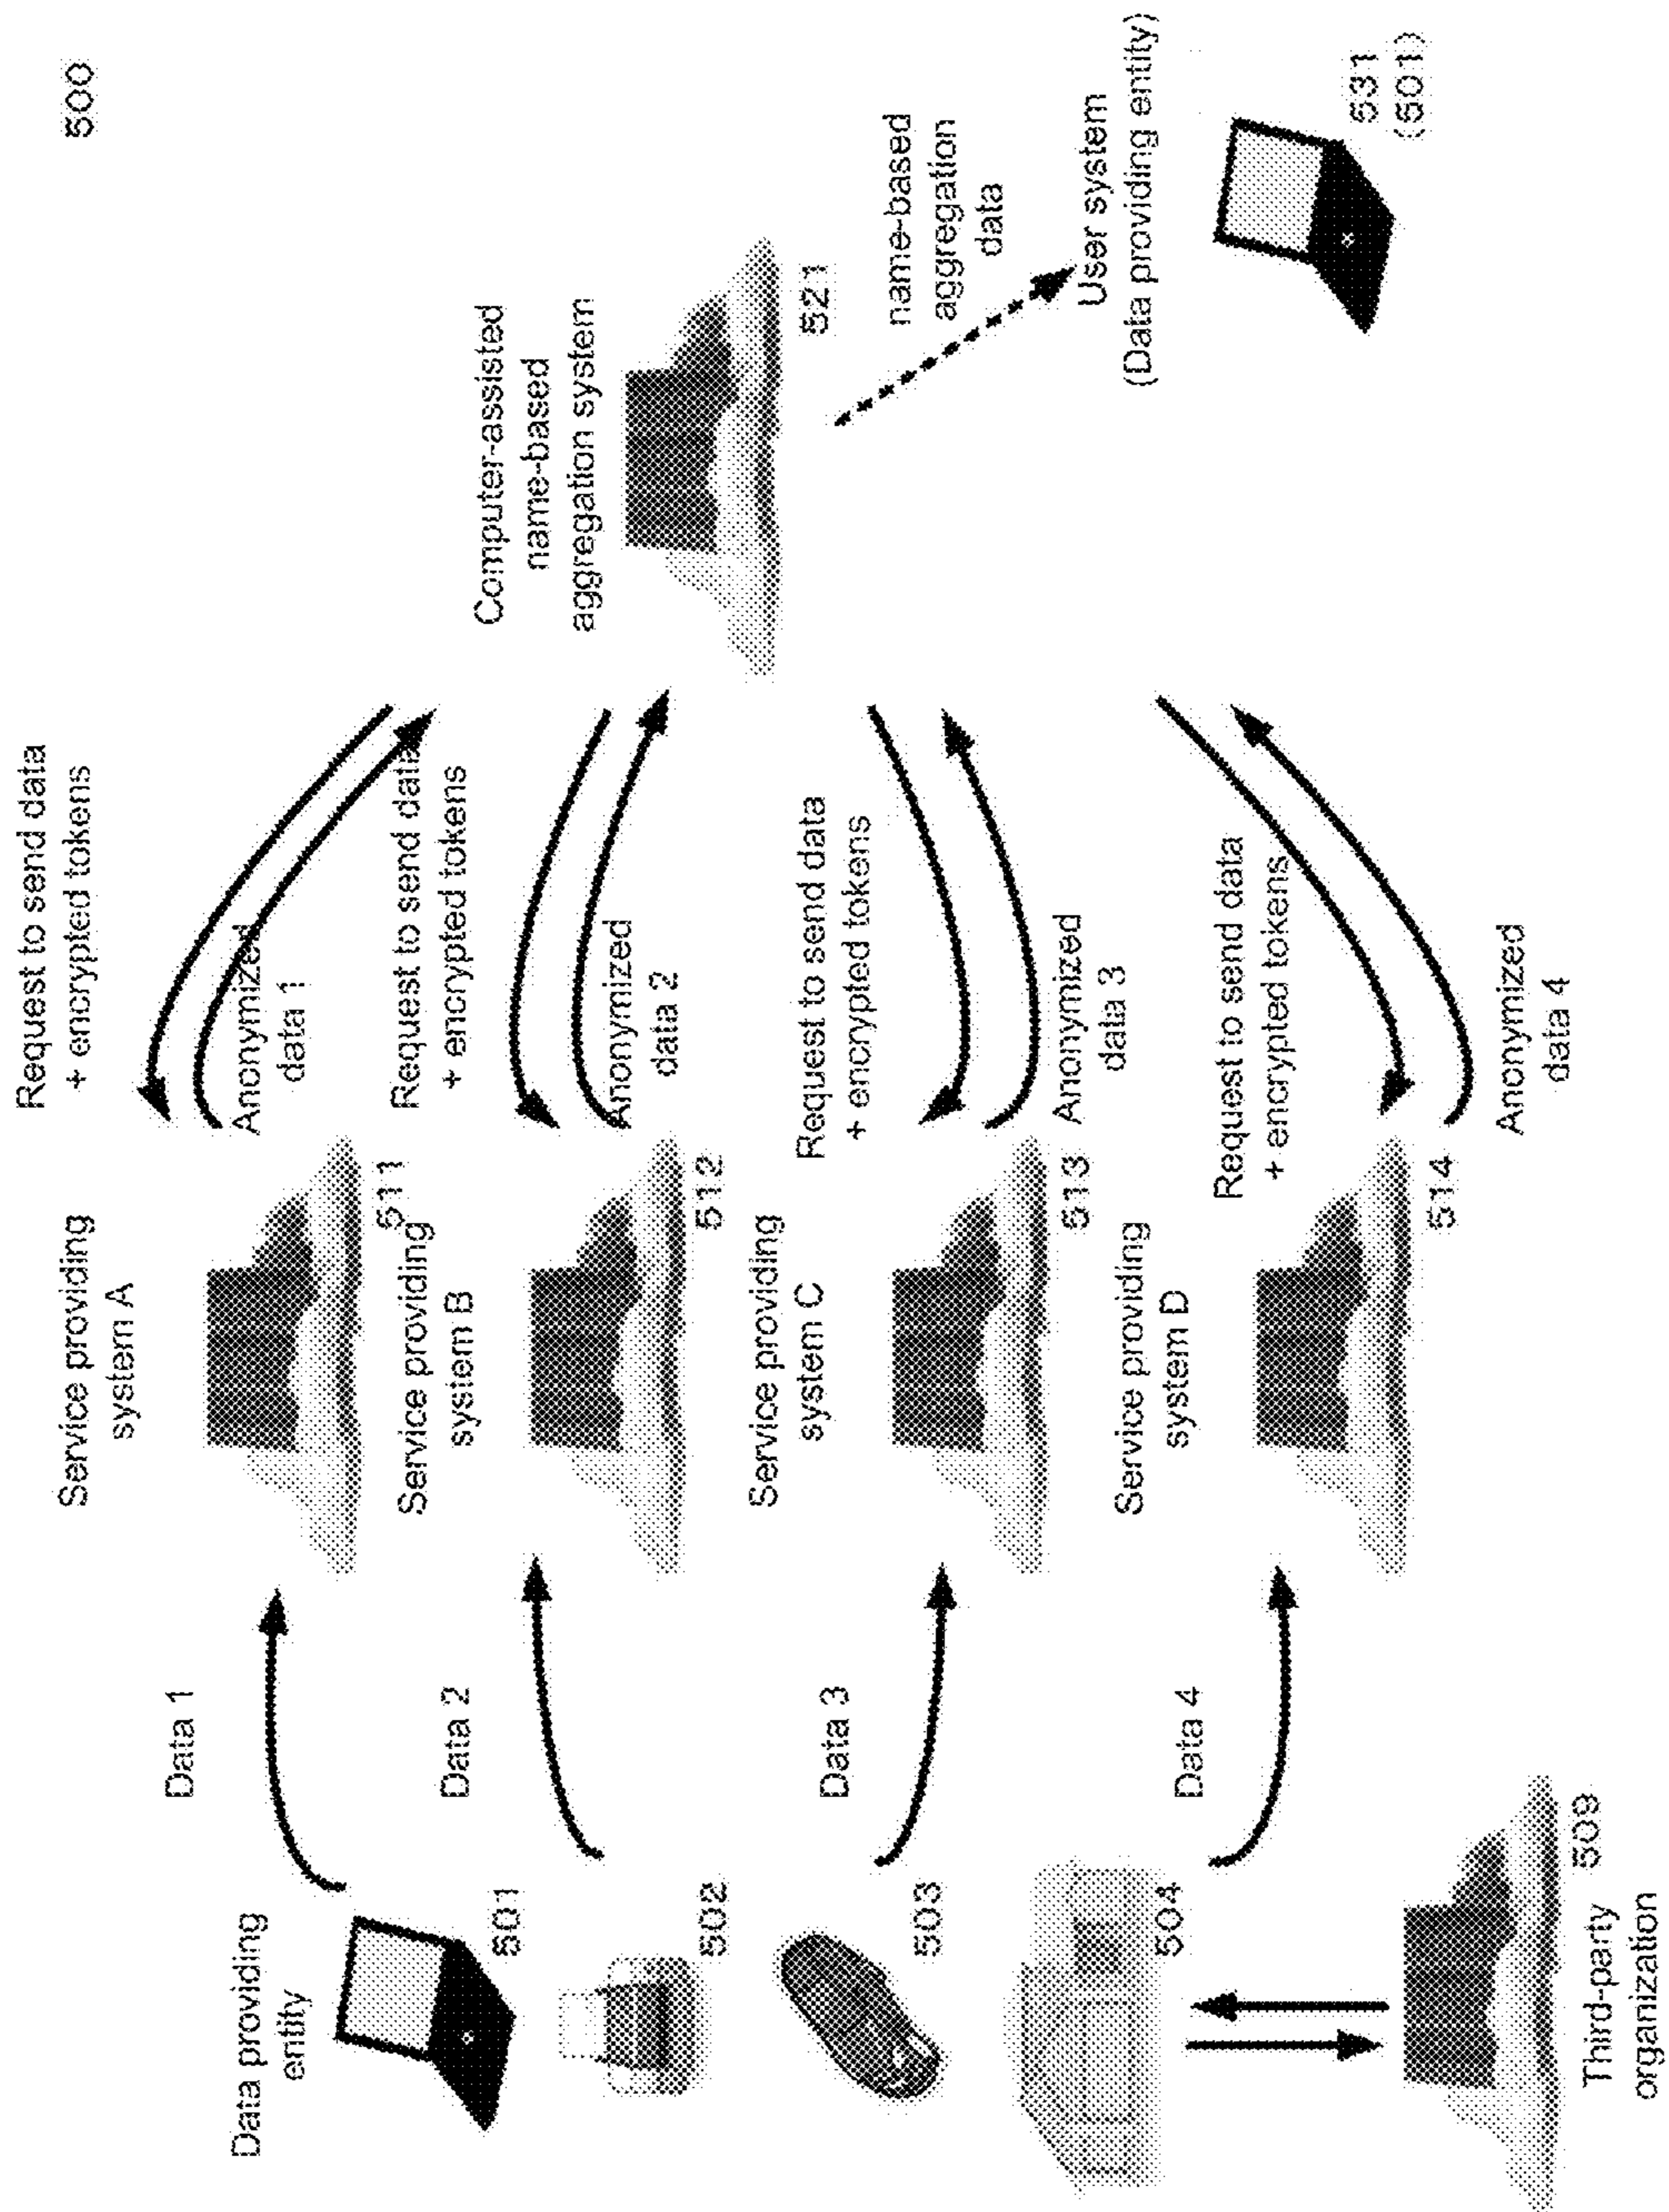 500
Data providing
entity
501
502
503
504
509
Third-party
organization
Data 1
Data 2
Data 3
Data 4
Service providing
system A
511
Service providing
system B
512
Service providing
system C
513
Service providing
system D
514
Request to send data
+ encrypted tokens
Anonymized
data 1
Request to send data
+ encrypted tokens
Anonymized
data 2
Request to send data
+ encrypted tokens
Anonymized
data 3
Request to send data
+ encrypted tokens
Anonymized
data 4
Computer-assisted
name-based
aggregation system
521
name-based
aggregation
data
User system
(Data providing entity)
531
(501)